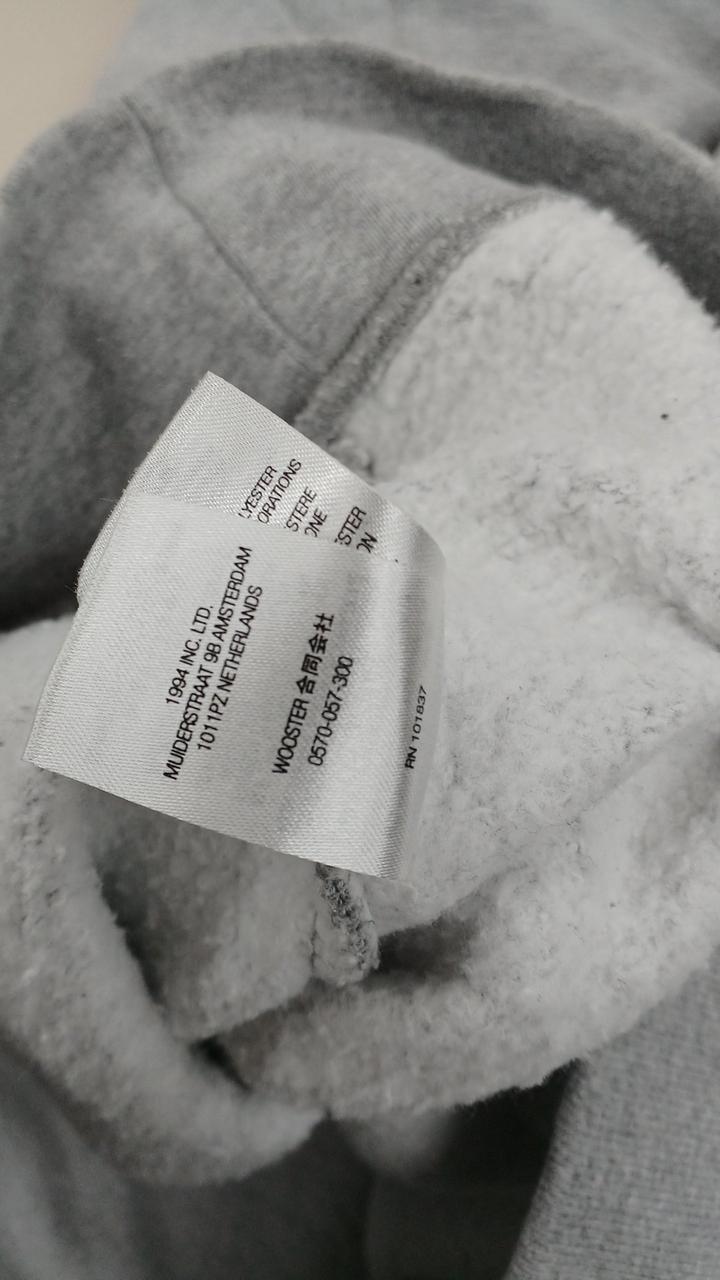 1994 INC. LTD.
MUIDERSTRAAT 9B AMSTERDAM
1011PZ NETHERLANDS
WOOSTER 合同会社
0570-057-300
RN 101837
LYESTER
ORATIONS
STERE
ONE
STER
ON